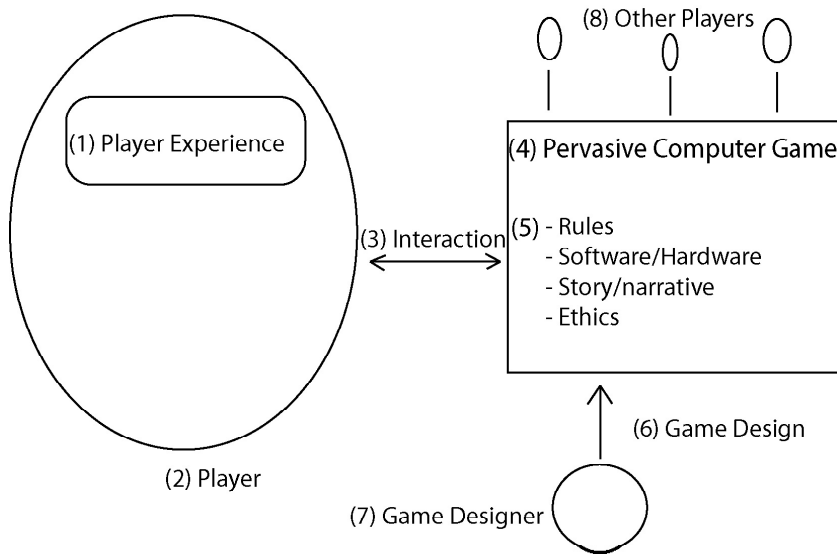 (8) Other Players
(1) Player Experience
(4) Pervasive Computer Game
(3) Interaction
(5) - Rules
- Software/Hardware
- Story/narrative
- Ethics
(6) Game Design
(2) Player
(7) Game Designer